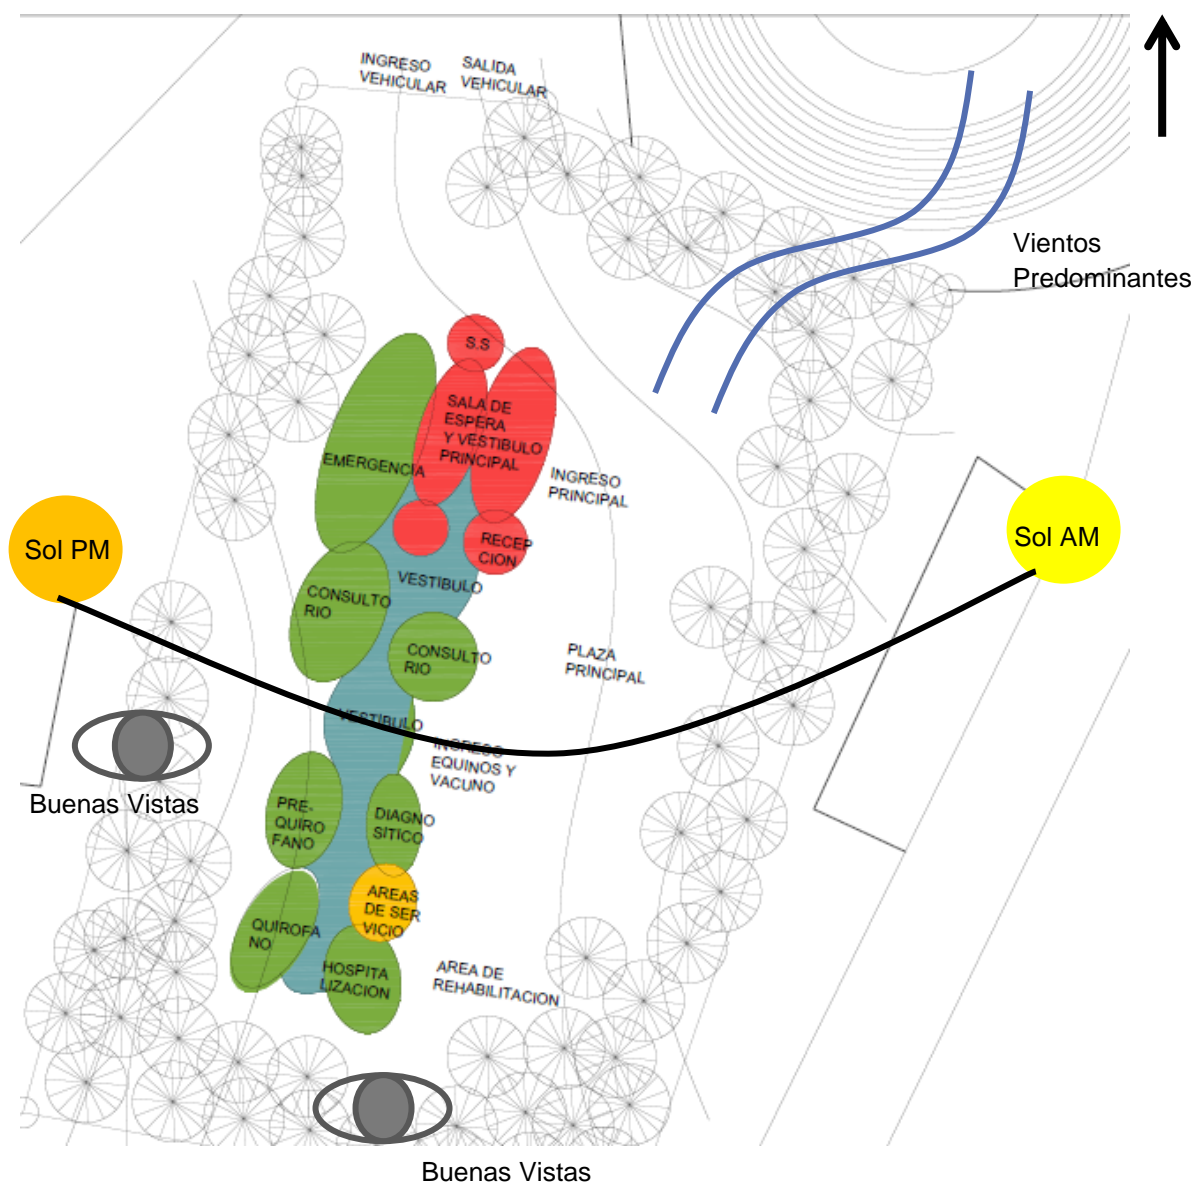 INGRESO
VEHICULAR
SALIDA
VEHICULAR
Vientos
Predominantes
S.S
SALA DE
ESPERA
Y VESTIBULO
PRINCIPAL
EMERGENCIA
INGRESO
PRINCIPAL
Sol PM
Sol AM
RECEP
CION
VESTIBULO
CONSULTO
RIO
CONSULTO
RIO
PLAZA
PRINCIPAL
VESTIBULO
INGRESO
EQUINOS Y
VACUNO
Buenas Vistas
PRE-
QUIRO
FANO
DIAGNO
SITICO
AREAS
DE SER
VICIO
QUIROFA
NO
HOSPITA
LIZACION
AREA DE
REHABILITACION
Buenas Vistas